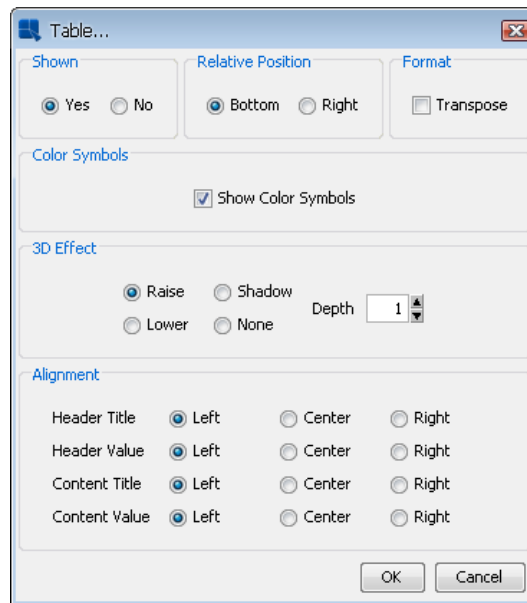 Table...
Shown
Relative Position
Format
Yes No
Bottom Right
Transpose
Color Symbols
Show Color Symbols
3D Effect
Raise Shadow
Lower None
Depth 1
Alignment
Header Title Left Center Right
Header Value Left Center Right
Content Title Left Center Right
Content Value Left Center Right
OK Cancel